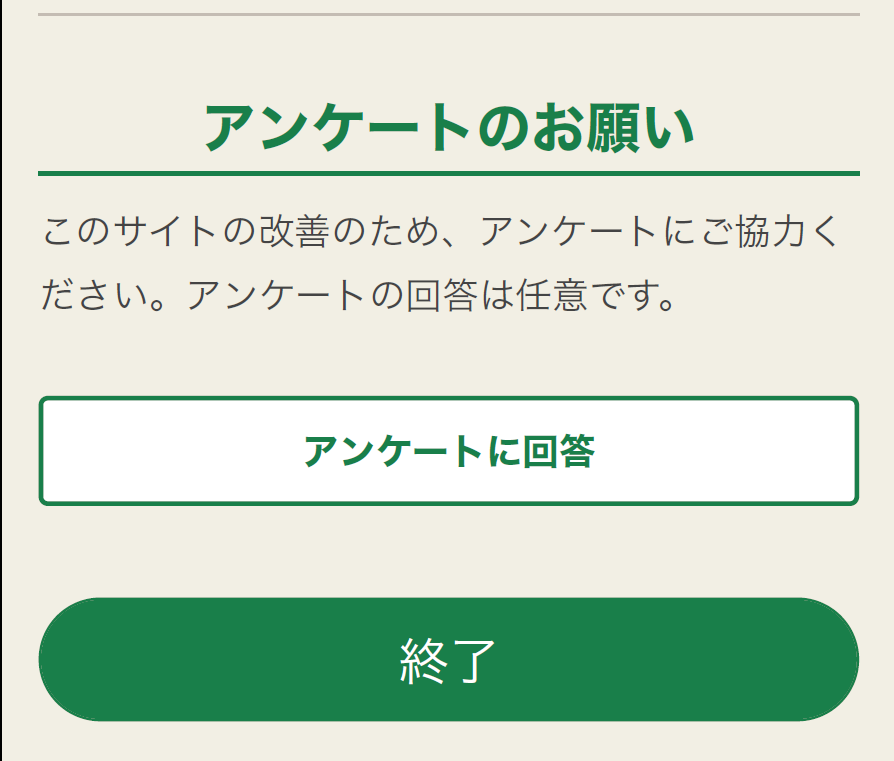 アンケートのお願い
このサイトの改善のため、アンケートにご協力く
ださい。アンケートの回答は任意です。
アンケートに回答
終了